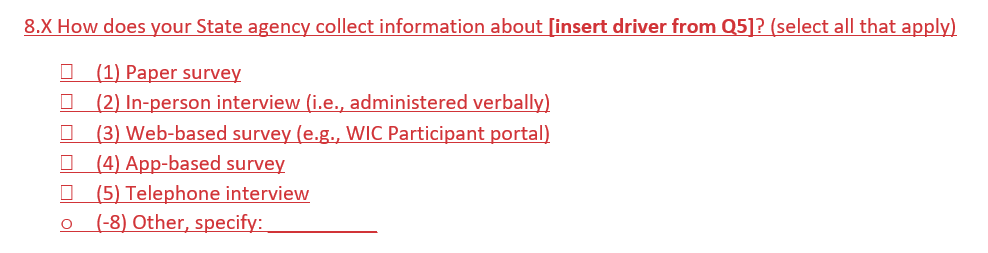 8.X How does your State agency collect information about [insert driver from Q5]? (select all that apply)
☐ (1) Paper survey
☐ (2) In-person interview (i.e., administered verbally)
☐ (3) Web-based survey (e.g., WIC Participant portal)
☐ (4) App-based survey
☐ (5) Telephone interview
o (-8) Other, specify: ___________